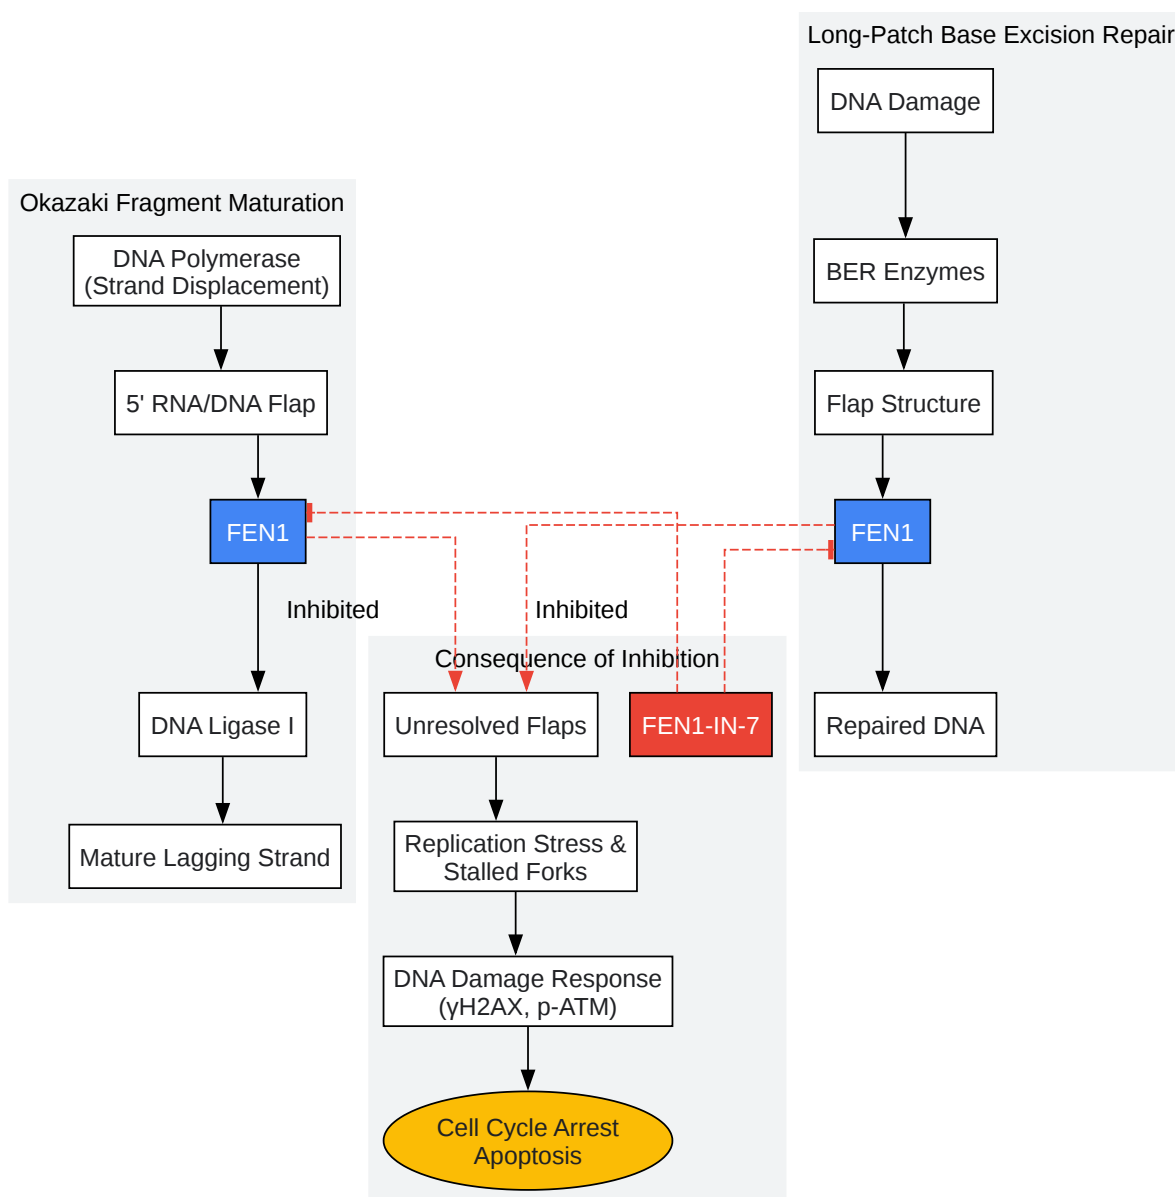 Long-Patch Base Excision Repair
DNA Damage
BER Enzymes
Flap Structure
FEN1
Repaired DNA
Okazaki Fragment Maturation
DNA Polymerase
(Strand Displacement)
5' RNA/DNA Flap
FEN1
Inhibited
DNA Ligase I
Mature Lagging Strand
Inhibited
Consequence of Inhibition
Unresolved Flaps
FEN1-IN-7
Replication Stress &
Stalled Forks
DNA Damage Response
(γH2AX, p-ATM)
Cell Cycle Arrest
Apoptosis